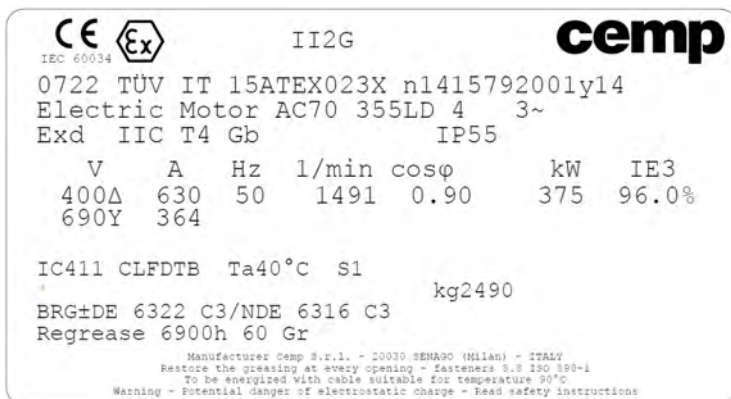 CE Ex II2G cemp
IEC 60034
0722 TÜV IT 15ATEX023X n1415792001y14
Electric Motor AC70 355LD 4 3~
Exd IIC T4 Gb IP55
V A Hz 1/min cosφ kW IE3
400Δ 630 50 1491 0.90 375 96.0%
690Y 364
IC411 CLFDTB Ta40°C S1
kg2490
BRG±DE 6322 C3/NDE 6316 C3
Regrease 6900h 60 Gr
Manufacturer Cemp S.r.l. - 20030 SENAGO (Milan) - ITALY
Restore the greasing at every opening - fasteners 8.8 ISO 898-1
To be energized with cable suitable for temperature 90°C
Warning - Potential danger of electrostatic charge - Read safety instructions